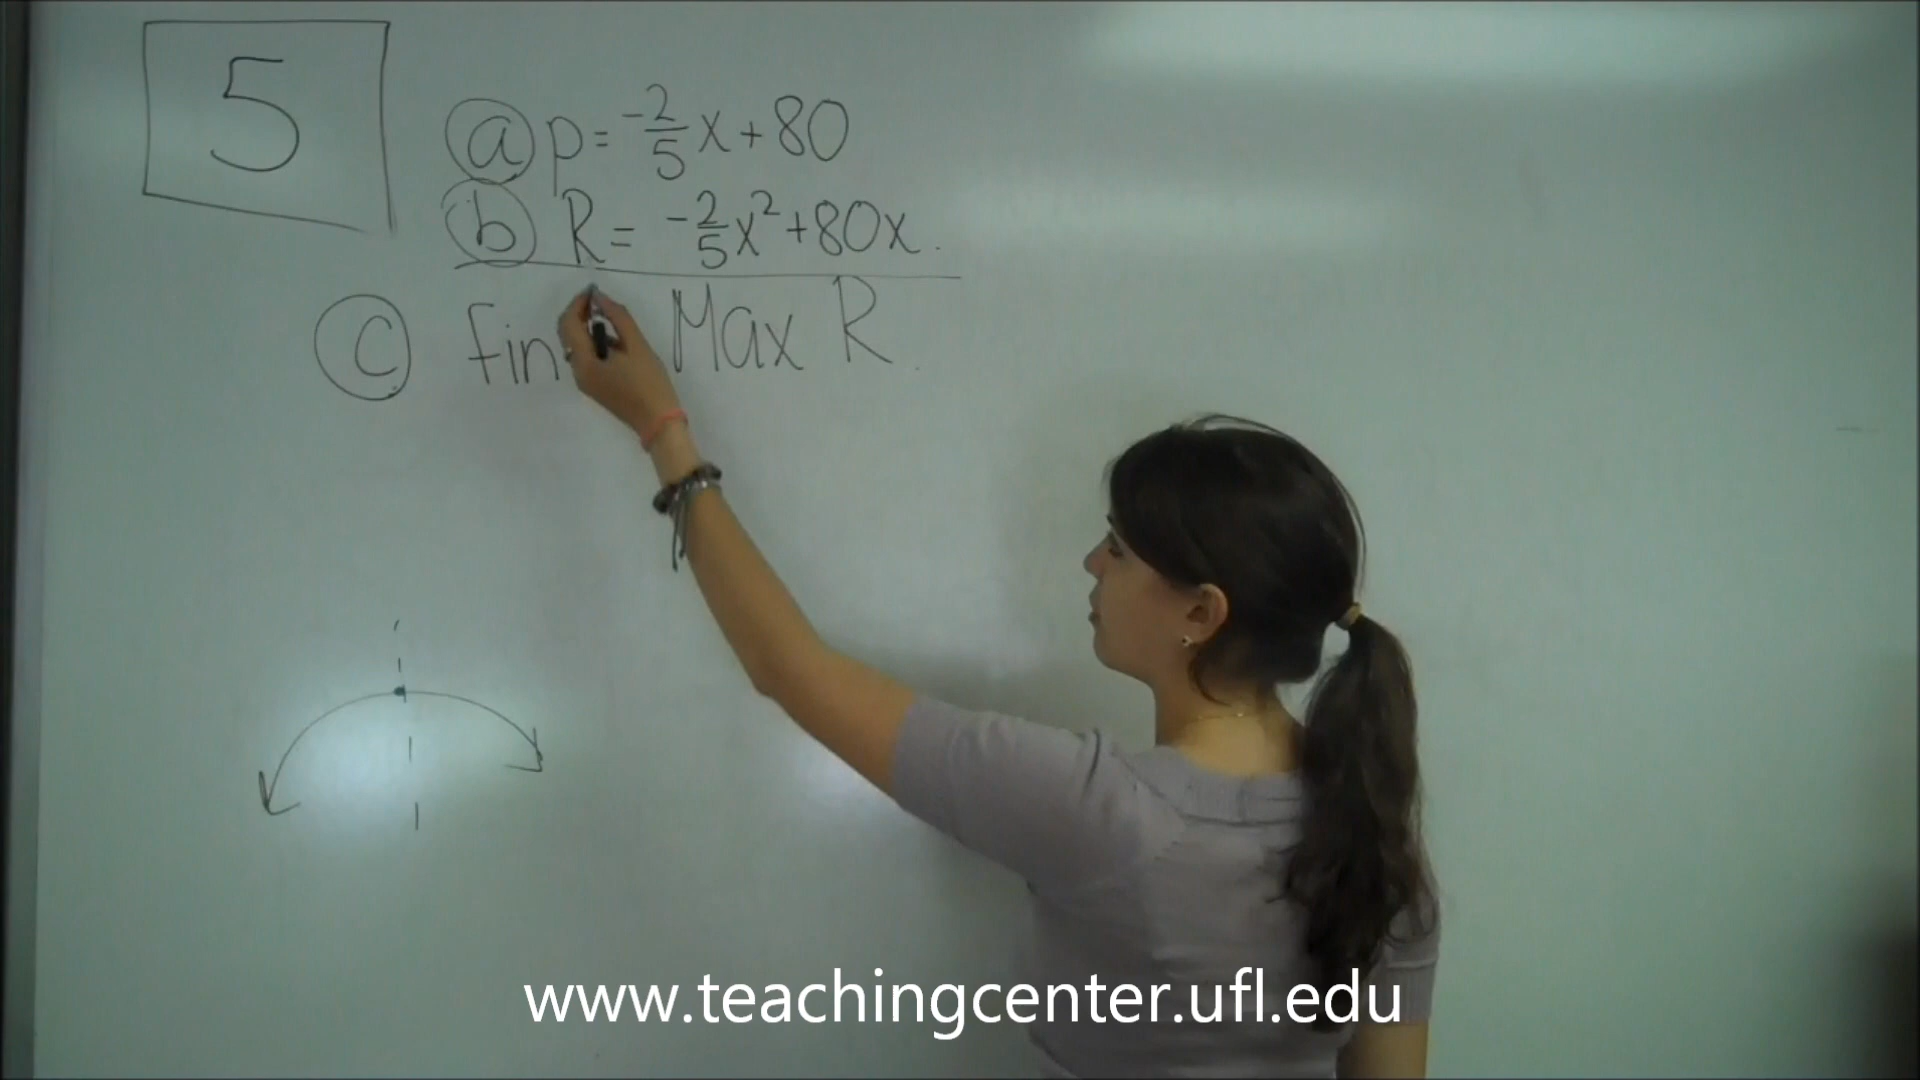 5
a p = -2/5 x + 80
b R = -2/5 x² + 80x.
c fin Max R.
www.teachingcenter.ufl.edu